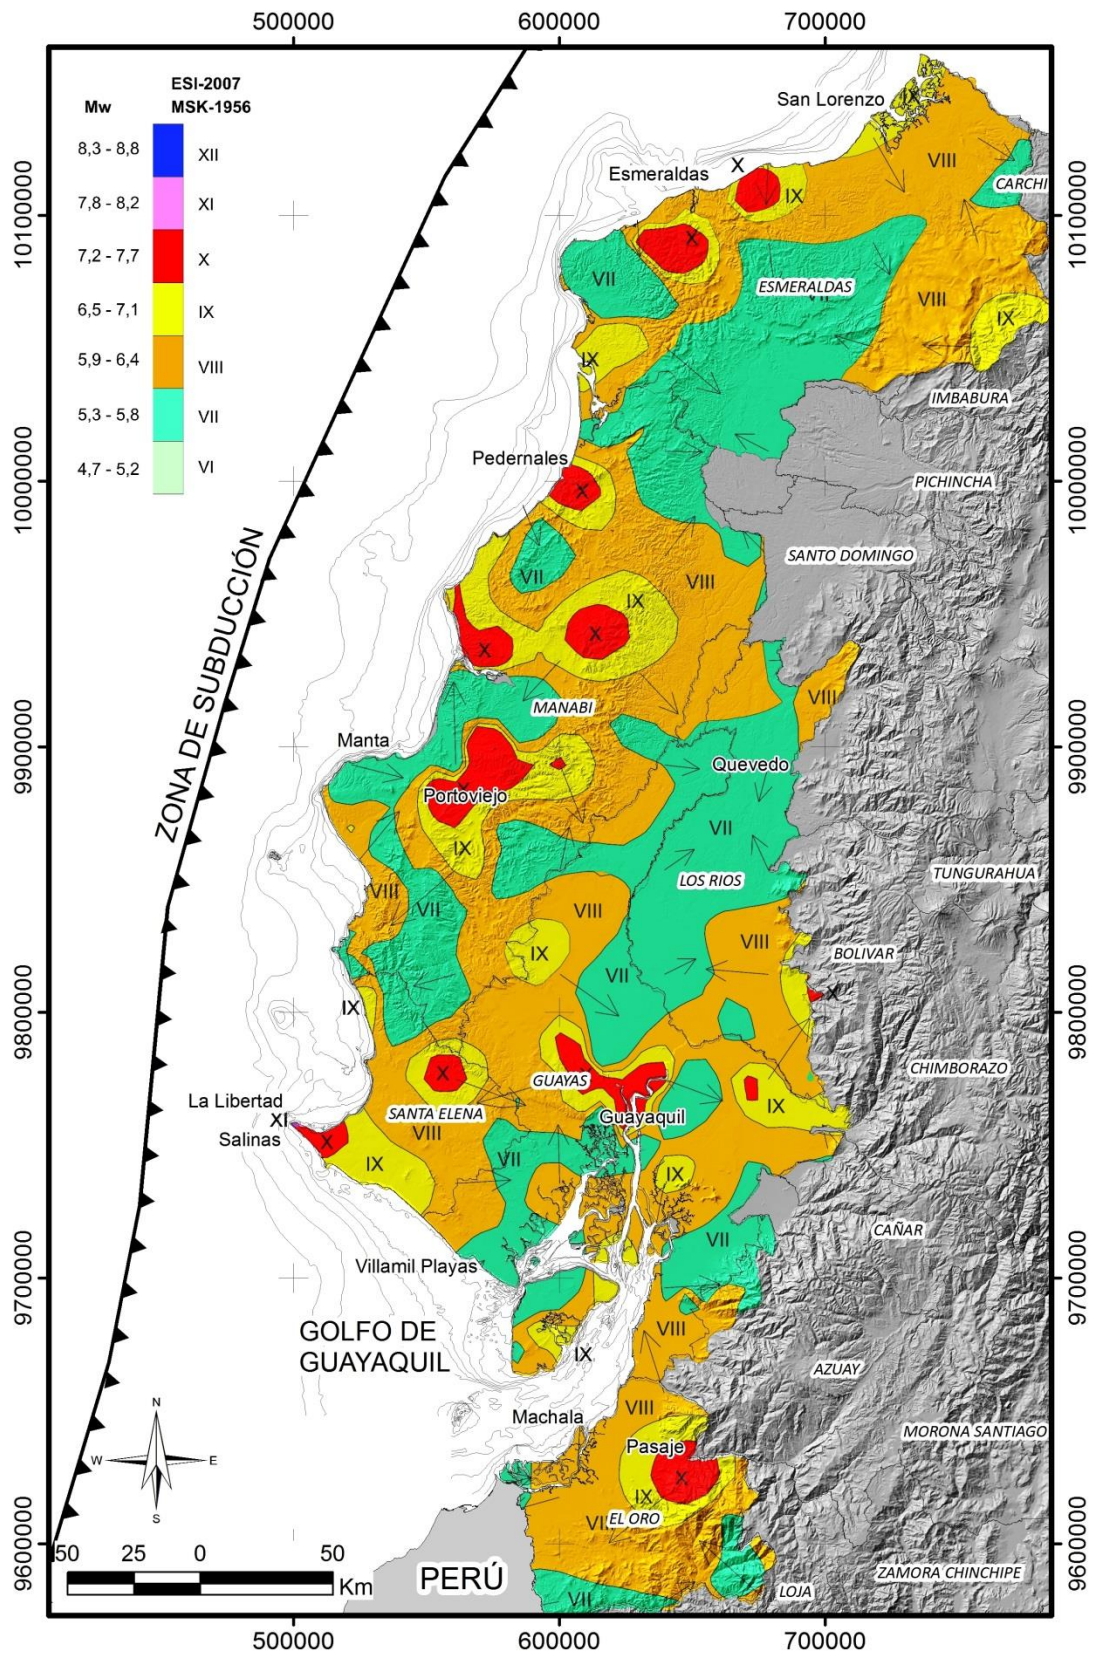 5000000
6000000
7000000
ESI-2007
Mw
MSK-1956
8,3 - 8,8
XII
7,8 - 8,2
XI
7,2 - 7,7
X
6,5 - 7,1
IX
5,9 - 6,4
VIII
5,3 - 5,8
VII
4,7 - 5,2
VI
San Lorenzo
IX
Esmeraldas
X
VIII
CARCHI
IX
X
VII
ESMERALDAS
VIII
IX
IX
IMBABURA
Pedernales
X
PICHINCHA
ZONA DE SUBDUCCIÓN
SANTO DOMINGO
VII
VIII
IX
X
X
VIII
MANABI
Manta
Quevedo
Portoviejo
VII
IX
LOS RIOS
TUNGURAHUA
VIII
VII
VIII
VIII
IX
BOLIVAR
VII
X
IX
X
GUAYAS
CHIMBORAZO
La Libertad
XI
Salinas
SANTA ELENA
Guayaquil
IX
X
VIII
IX
VII
IX
VII
CAÑAR
Villamil Playas
GOLFO DE
GUAYAQUIL
VIII
IX
AZUAY
Machala
VIII
MORONA SANTIAGO
Pasaje
X
IX
EL ORO
PERÚ
ZAMORA CHINCHIPE
LOJA
VII
N
W
E
S
50
25
0
50
Km
10100000
10000000
9900000
9800000
9700000
9600000
10100000
10000000
9900000
9800000
9700000
9600000
5000000
6000000
7000000